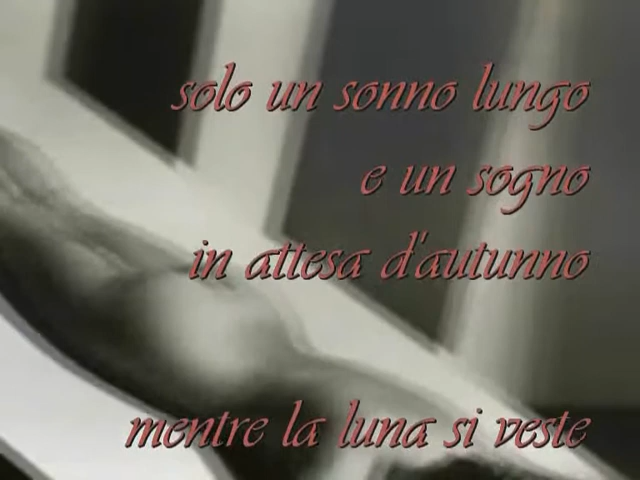 solo un sonno lungo
e un sogno
in attesa d'autunno
mentre la luna si veste